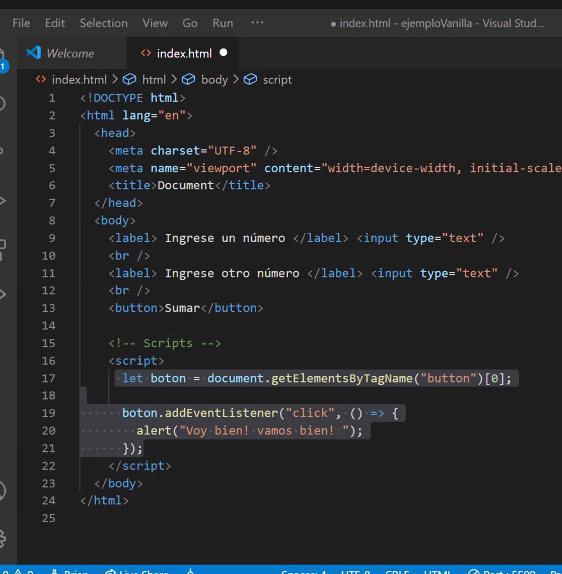 File Edit Selection View Go Run ··· ● index.html - ejemploVanilla - Visual Stud...
Welcome <> index.html ●
<> index.html > html > body > script
1 <!DOCTYPE html>
2 <html lang="en">
3 <head>
4 <meta charset="UTF-8" />
5 <meta name="viewport" content="width=device-width, initial-scale
6 <title>Document</title>
7 </head>
8 <body>
9 <label> Ingrese un número </label> <input type="text" />
10 <br />
11 <label> Ingrese otro número </label> <input type="text" />
12 <br />
13 <button>Sumar</button>
14
15 <!-- Scripts -->
16 <script>
17 let boton = document.getElementsByTagName("button")[0];
18
19 boton.addEventListener("click", () => {
20 alert("Voy bien! vamos bien! ");
21 });
22 </script>
23 </body>
24 </html>
25
1